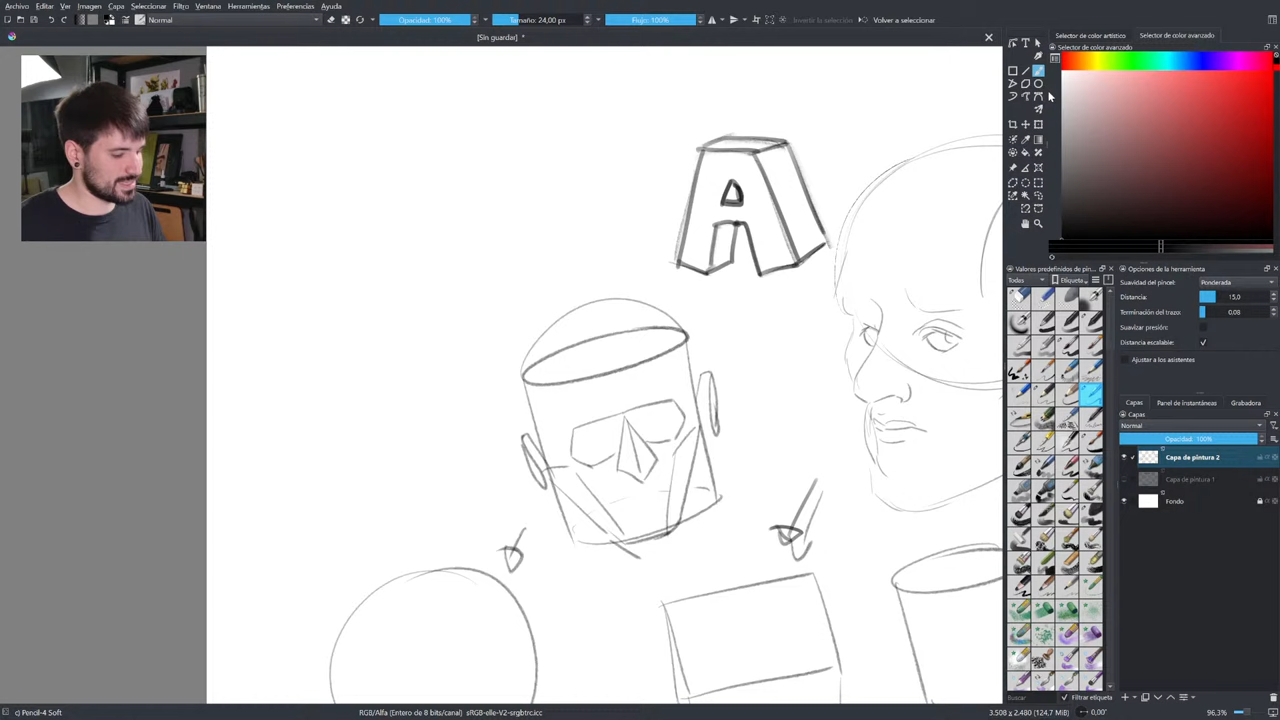 Archivo Editar Ver Imagen Capa Seleccionar Filtro Ventana Herramientas Preferencias Ayuda
Normal Opacidad: 100% Tamaño: 24,00 px Flujo: 100% Invertir la selección Volver a seleccionar
[Sin guardar] *
Selector de color artístico Selector de color avanzado
Selector de color avanzado
A
Valores predefinidos de pin...
Todas Etiqueta
Opciones de la herramienta
Suavidad del pincel: Ponderada
Distancia: 15,0
Terminación del trazo: 0,08
Suavizar presión:
Distancia escalable:
Ajustar a los asistentes
Capas Panel de instantáneas Grabadora
Capas
Normal
Opacidad: 100%
Capa de pintura 2
Capa de pintura 1
Fondo
Buscar Filtrar etiqueta
c) Pencil-4 Soft RGB/Alfa (Entero de 8 bits/canal) sRGB-elle-V2-srgbtrc.icc 3.508 x 2.480 (124,7 MiB) 96,3% 0,00°